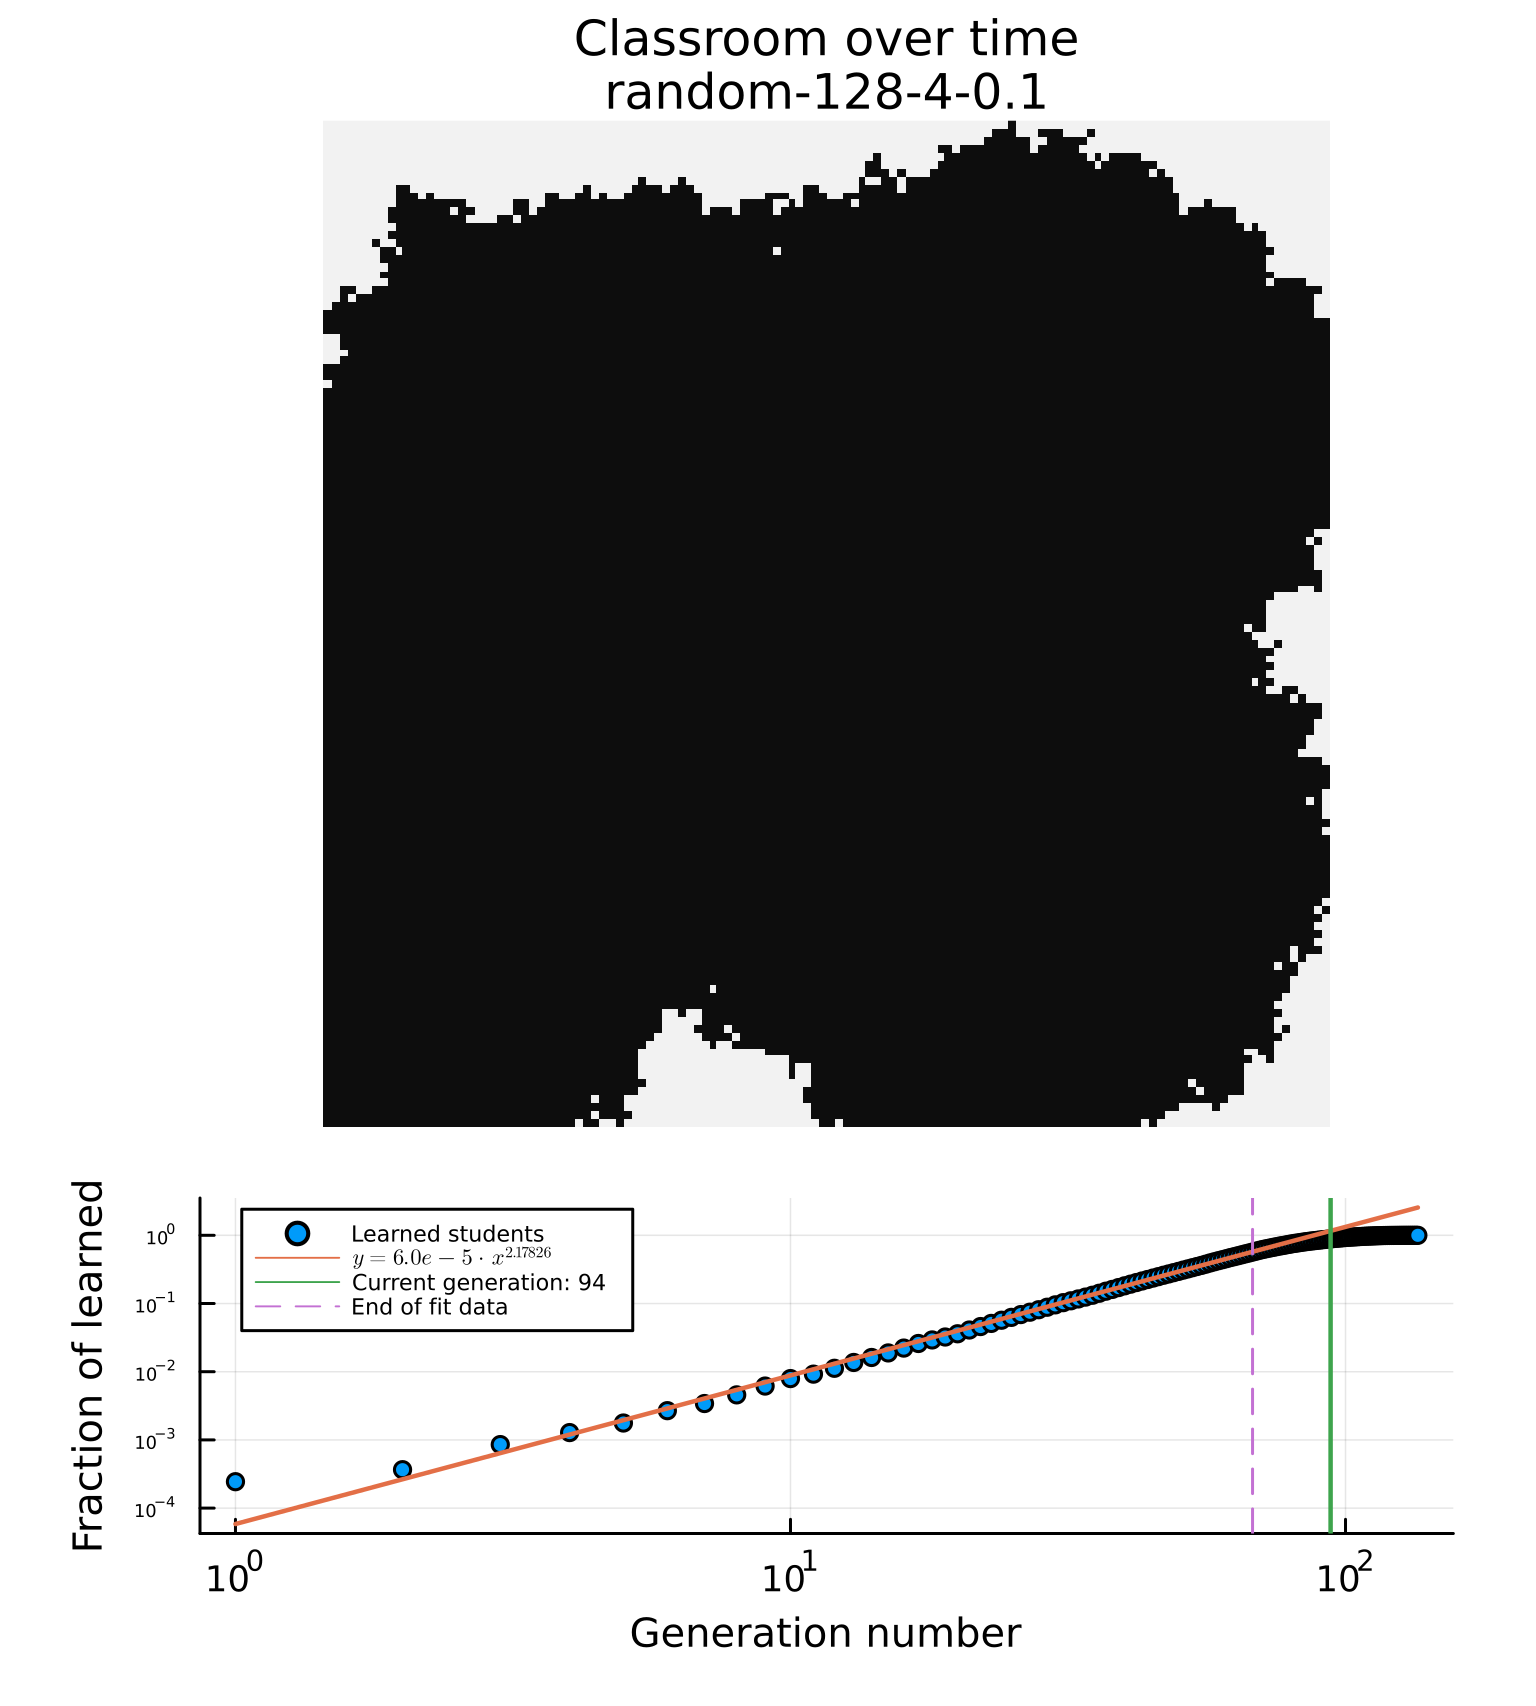 Classroom over time
random-128-4-0.1
Fraction of learned
10^0
10^-1
10^-2
10^-3
10^-4
Learned students
y = 6.0e − 5 · x^2.17826
Current generation: 94
End of fit data
10^0 10^1 10^2
Generation number